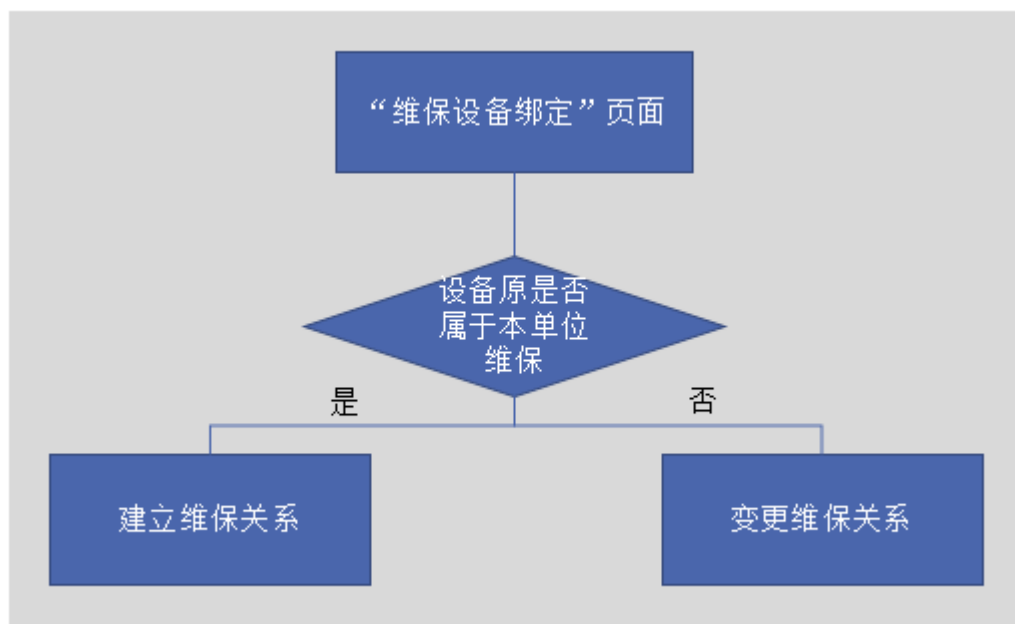 “维保设备绑定”页面
设备原是否
属于本单位
维保
是
否
建立维保关系
变更维保关系